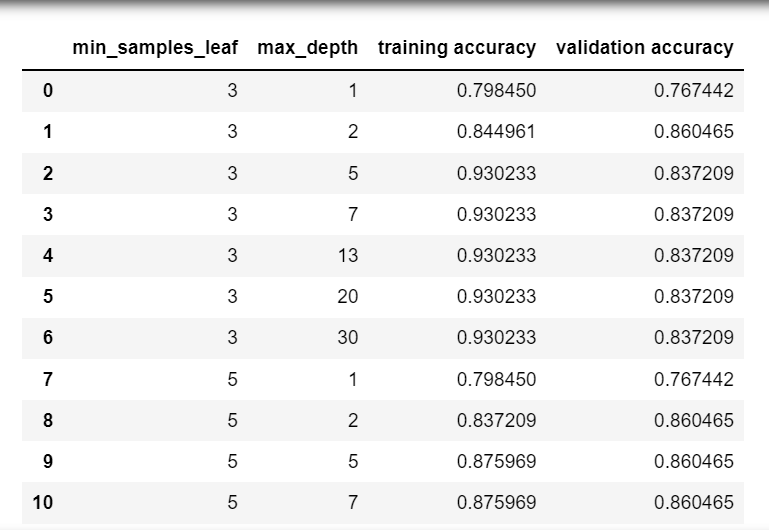 min_samples_leaf max_depth training accuracy validation accuracy
0 3 1 0.798450 0.767442
1 3 2 0.844961 0.860465
2 3 5 0.930233 0.837209
3 3 7 0.930233 0.837209
4 3 13 0.930233 0.837209
5 3 20 0.930233 0.837209
6 3 30 0.930233 0.837209
7 5 1 0.798450 0.767442
8 5 2 0.837209 0.860465
9 5 5 0.875969 0.860465
10 5 7 0.875969 0.860465